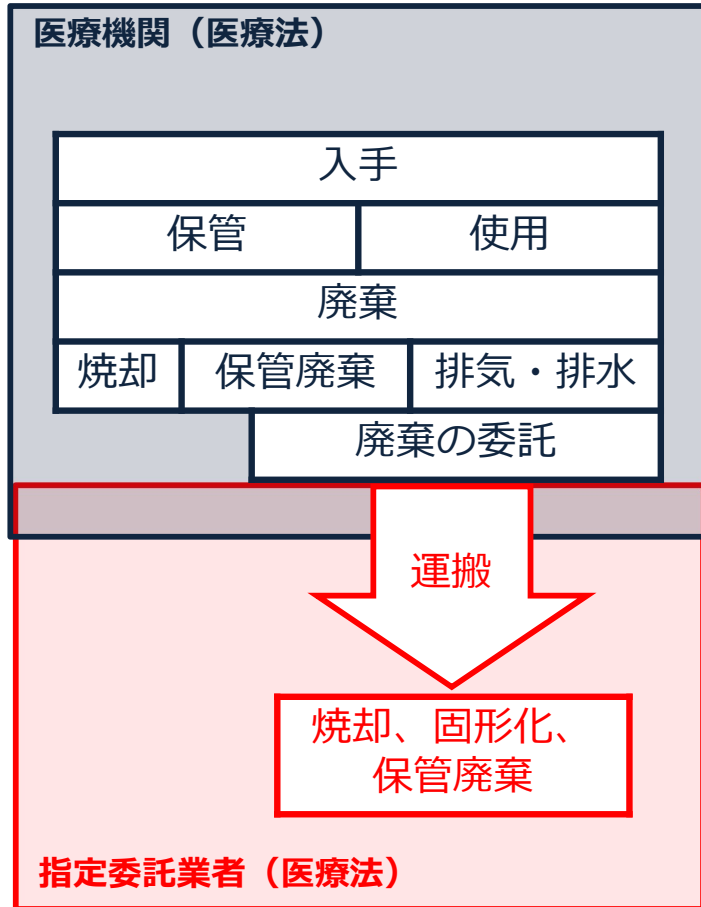 医療機関（医療法）
入手
保管
使用
廃棄
焼却
保管廃棄
排気・排水
廃棄の委託
運搬
焼却、固形化、
保管廃棄
指定委託業者（医療法）